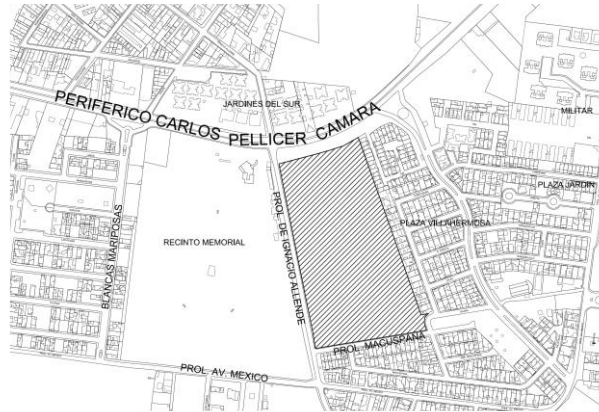 PERIFERICO CARLOS PELLICER CAMARA
JARDINES DEL SUR
MILITAR
PLAZA JARDIN
BLANCAS MARIPOSAS
RECINTO MEMORIAL
PROL. DE IGNACIO ALLENDE
PLAZA VILLAHERMOSA
PROL. MACUSPANA
PROL. AV. MEXICO